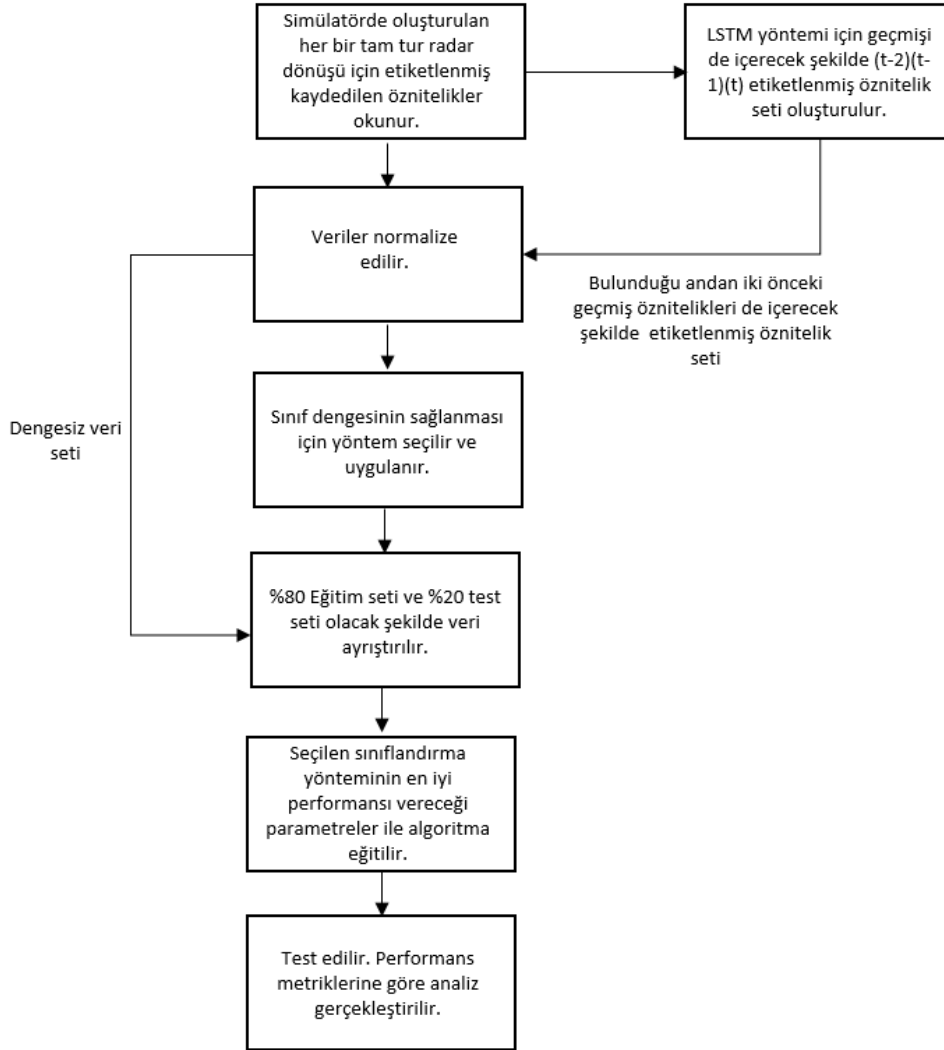 Simülatörde oluşturulan
her bir tam tur radar
dönüşü için etiketlenmiş
kaydedilen öznitelikler
okunur.
LSTM yöntemi için geçmişi
de içerecek şekilde (t-2)(t-
1)(t) etiketlenmiş öznitelik
seti oluşturulur.
Veriler normalize
edilir.
Bulunduğu andan iki önceki
geçmiş öznitelikleri de içerecek
şekilde etiketlenmiş öznitelik
seti
Sınıf dengesinin sağlanması
için yöntem seçilir ve
uygulanır.
Dengesiz veri
seti
%80 Eğitim seti ve %20 test
seti olacak şekilde veri
ayrıştırılır.
Seçilen sınıflandırma
yönteminin en iyi
performansı vereceği
parametreler ile algoritma
eğitilir.
Test edilir. Performans
metriklerine göre analiz
gerçekleştirilir.